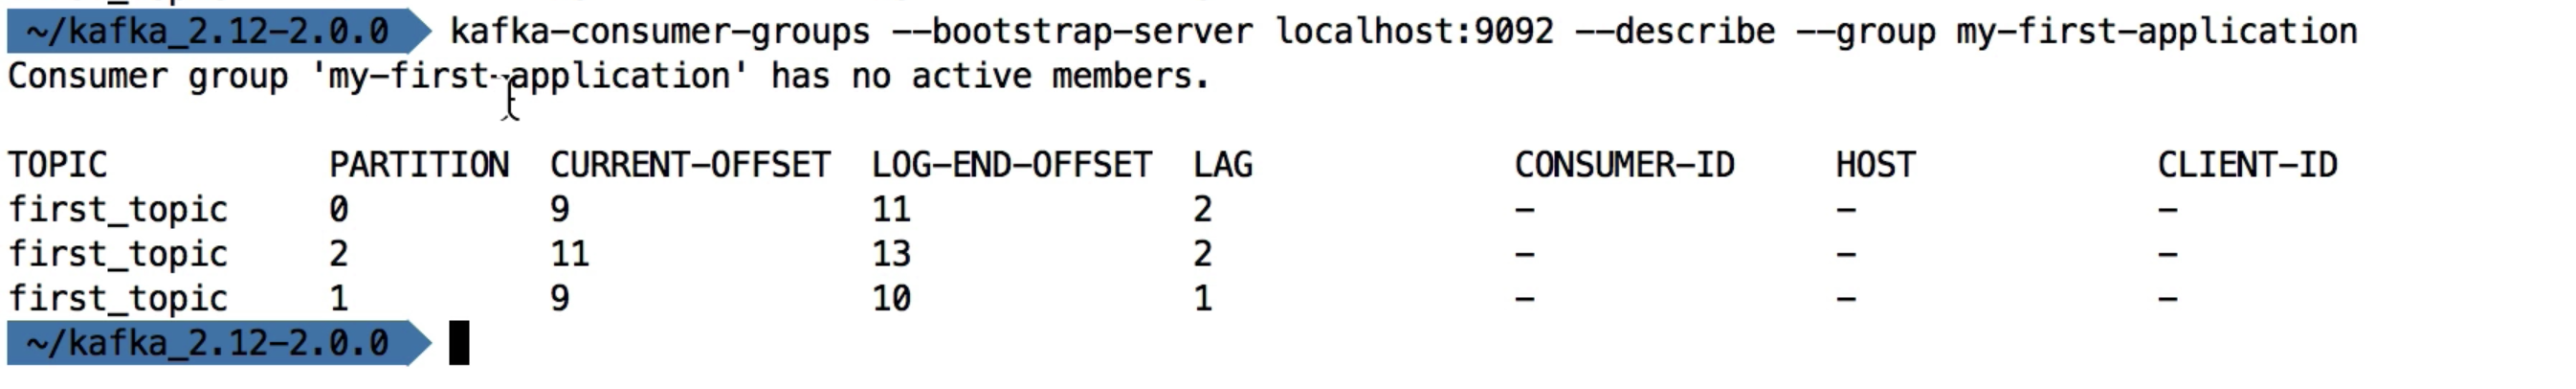 ~/kafka_2.12-2.0.0 kafka-consumer-groups --bootstrap-server localhost:9092 --describe --group my-first-application
Consumer group 'my-first-application' has no active members.
TOPIC PARTITION CURRENT-OFFSET LOG-END-OFFSET LAG CONSUMER-ID HOST CLIENT-ID
first_topic 0 9 11 2 - - -
first_topic 2 11 13 2 - - -
first_topic 1 9 10 1 - - -
~/kafka_2.12-2.0.0